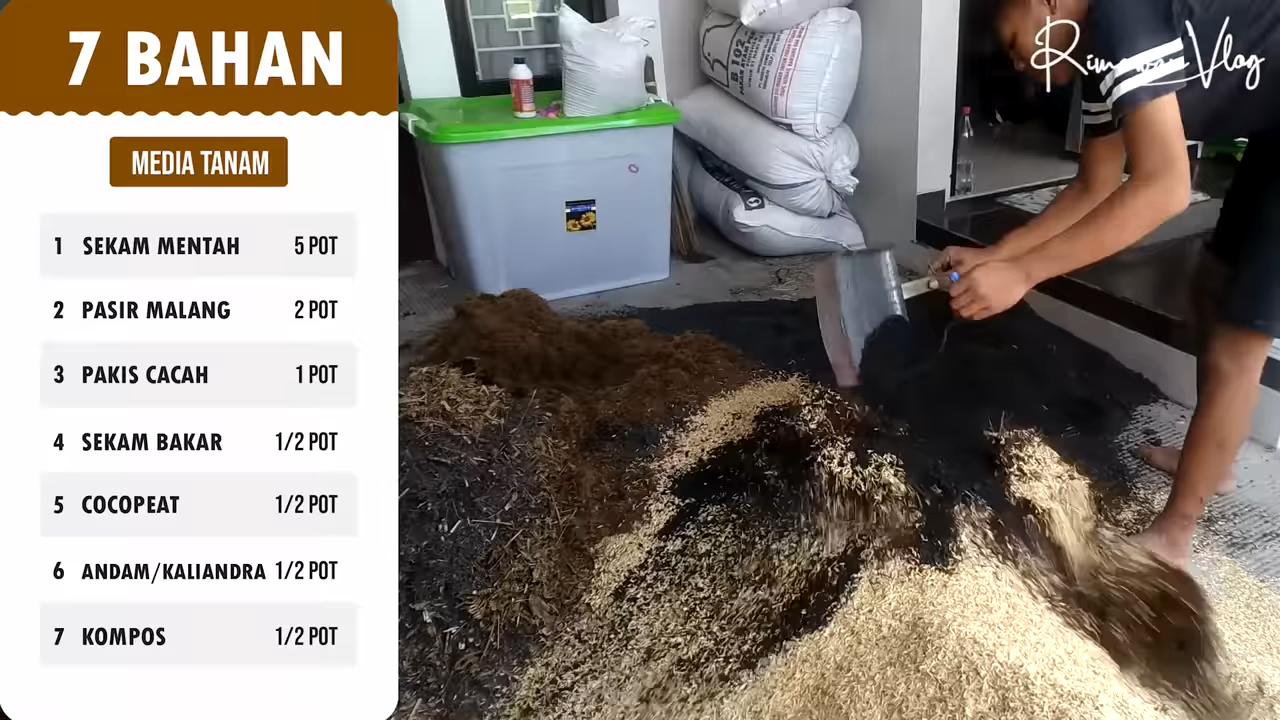 7 BAHAN
MEDIA TANAM
1 SEKAM MENTAH 5 POT
2 PASIR MALANG 2 POT
3 PAKIS CACAH 1 POT
4 SEKAM BAKAR 1/2 POT
5 COCOPEAT 1/2 POT
6 ANDAM/KALIANDRA 1/2 POT
7 KOMPOS 1/2 POT
Rimawan Vlog
B 102